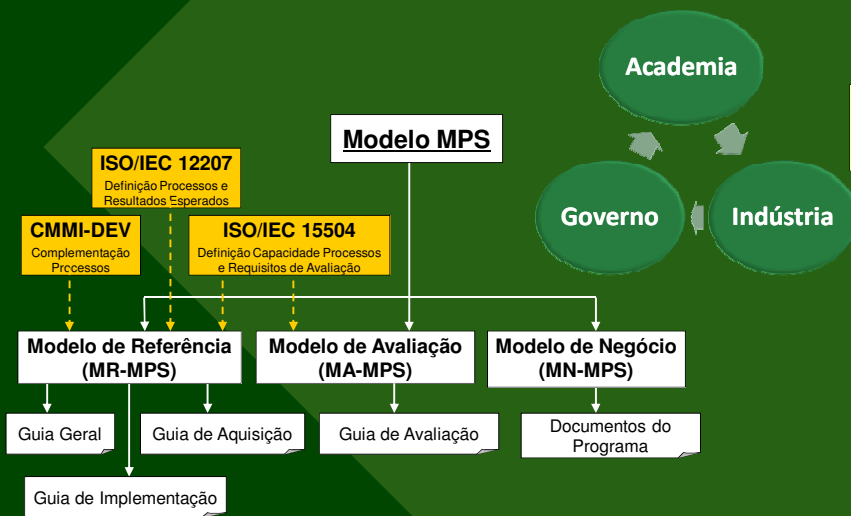 Academia
Modelo MPS
ISO/IEC 12207
Definição Processos e
Resultados Esperados
Governo
Indústria
CMMI-DEV
Complementação
Processos
ISO/IEC 15504
Definição Capacidade Processos
e Requisitos de Avaliação
Modelo de Referência
(MR-MPS)
Modelo de Avaliação
(MA-MPS)
Modelo de Negócio
(MN-MPS)
Guia Geral
Guia de Aquisição
Guia de Avaliação
Documentos do
Programa
Guia de Implementação